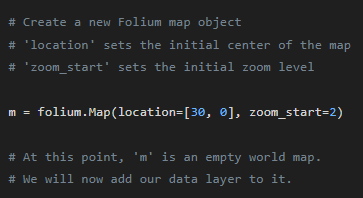 # Create a new Folium map object
# 'location' sets the initial center of the map
# 'zoom_start' sets the initial zoom level
m = folium.Map(location=[30, 0], zoom_start=2)
# At this point, 'm' is an empty world map.
# We will now add our data layer to it.